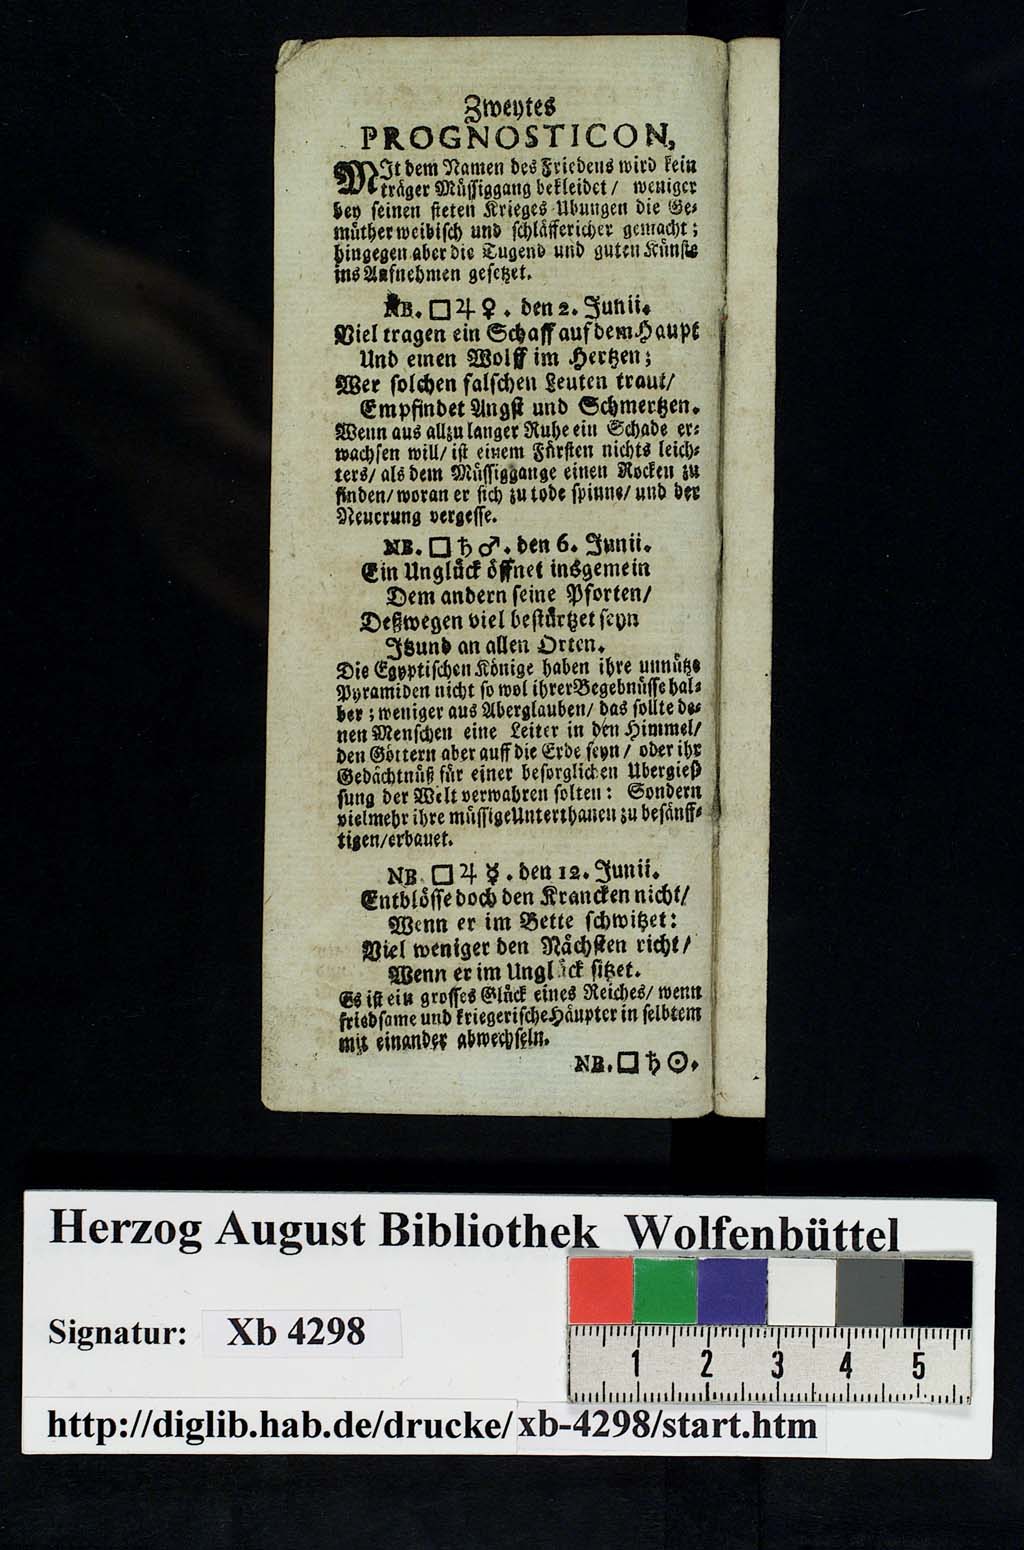 Zweytes
PROGNOSTICON,
MIt dem Namen des Friedens wird kein
träger Müssiggang bekleidet/ weniger
bey seinen steten Krieges-Ubungen die Ge-
müther weibisch und schläffericher gemacht;
hingegen aber die Tugend und guten Künste
ins Aufnehmen gesetzet.
NB. □ ♃ ♀. den 2. Junii.
Viel tragen ein Schaff auf dem Haupt
Und einen Wolff im Hertzen;
Wer solchen falschen Leuten traut/
Empfindet Angst und Schmertzen.
Wenn aus allzu langer Ruhe ein Schade er-
wachsen will/ ist einem Fürsten nichts leich-
ters/ als dem Müssiggange einen Rocken zu
finden/ woran er sich zu tode spinne/ und der
Neuerung vergesse.
NB. □ ♄ ♂. den 6. Junii.
Ein Unglück öffnet insgemein
Dem andern seine Pforten/
Deßwegen viel bestürtzet seyn
Itzund an allen Orten.
Die Egyptischen Könige haben ihre unnütze
Pyramiden nicht so wol ihrer Begebnüsse hal-
ber; weniger aus Aberglauben/ das sollte de-
nen Menschen eine Leiter in den Himmel/
den Göttern aber auff die Erde seyn/ oder ihr
Gedächtnüß für einer besorglichen Ubergies-
sung der Welt verwahren solten: Sondern
vielmehr ihre müssige Unterthanen zu besänff-
tigen/ erbauet.
NB. □ ♃ ☿. den 12. Junii.
Entblösse doch den Krancken nicht/
Wenn er im Bette schwitzet:
Viel weniger den Nächsten richt/
Wenn er im Unglück sitzet.
Es ist ein grosses Glück eines Reiches/ wenn
friedsame und kriegerische Häupter in selbtem
mit einander abwechseln.
NB. □ ♄ ☉.
Herzog August Bibliothek Wolfenbüttel
Signatur: Xb 4298
1 2 3 4 5
http://diglib.hab.de/drucke/xb-4298/start.htm